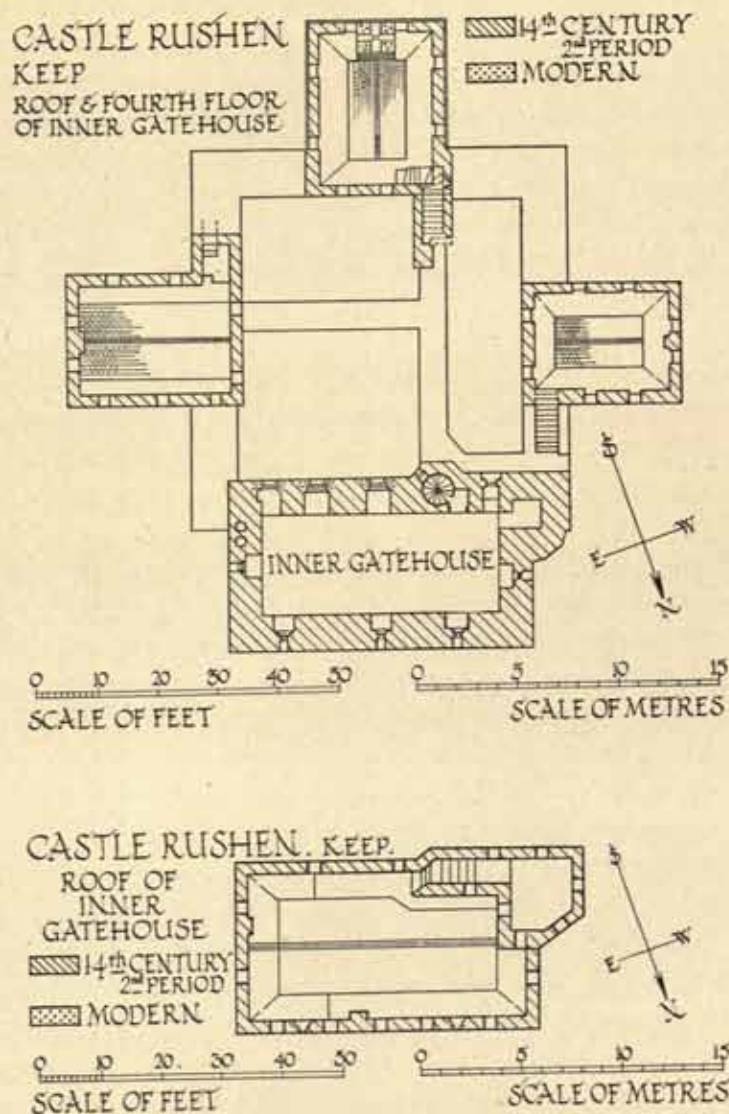 CASTLE RUSHEN
KEEP
ROOF & FOURTH FLOOR
OF INNER GATEHOUSE
14th CENTURY
2nd PERIOD
MODERN
INNER GATEHOUSE
S
E
W
N
0 10 20 30 40 50
SCALE OF FEET
0 5 10 15
SCALE OF METRES
CASTLE RUSHEN. KEEP.
ROOF OF
INNER
GATEHOUSE
14th CENTURY
2nd PERIOD
MODERN
S
E
W
N
0 10 20 30 40 50
SCALE OF FEET
0 5 10 15
SCALE OF METRES